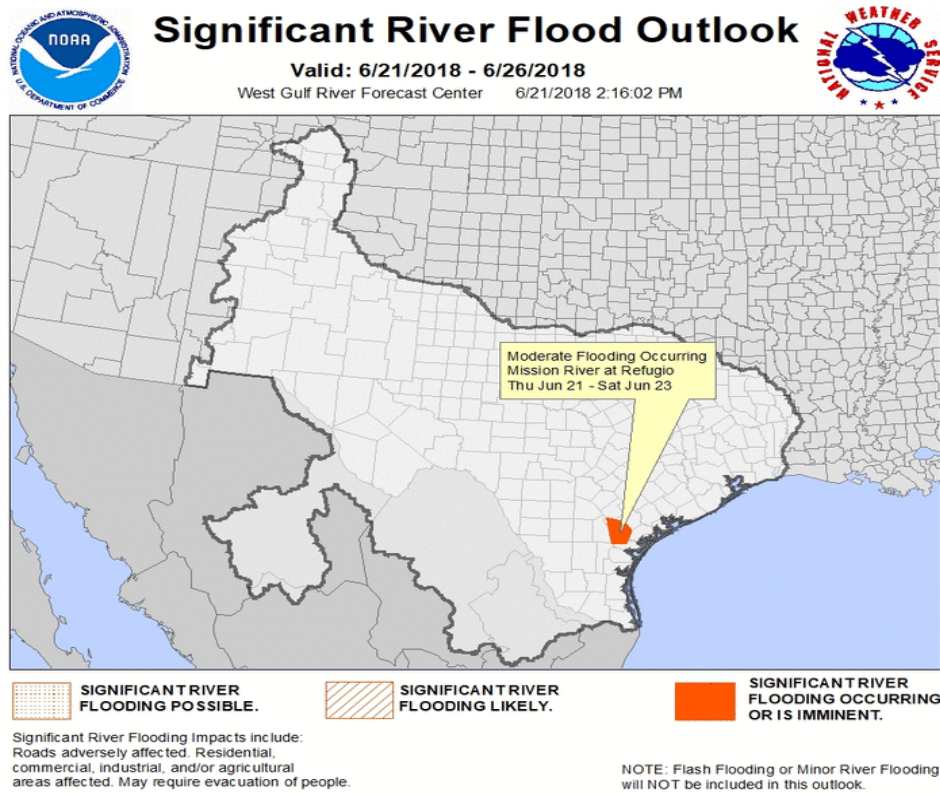 NATIONAL OCEANIC AND ATMOSPHERIC ADMINISTRATION
NOAA
U.S. DEPARTMENT OF COMMERCE
Significant River Flood Outlook
Valid: 6/21/2018 - 6/26/2018
West Gulf River Forecast Center 6/21/2018 2:16:02 PM
NATIONAL WEATHER SERVICE
Moderate Flooding Occurring
Mission River at Refugio
Thu Jun 21 - Sat Jun 23
SIGNIFICANT RIVER
FLOODING POSSIBLE.
SIGNIFICANT RIVER
FLOODING LIKELY.
SIGNIFICANT RIVER
FLOODING OCCURRING
OR IS IMMINENT.
Significant River Flooding Impacts include:
Roads adversely affected. Residential,
commercial, industrial, and/or agricultural
areas affected. May require evacuation of people.
NOTE: Flash Flooding or Minor River Flooding
will NOT be included in this outlook.